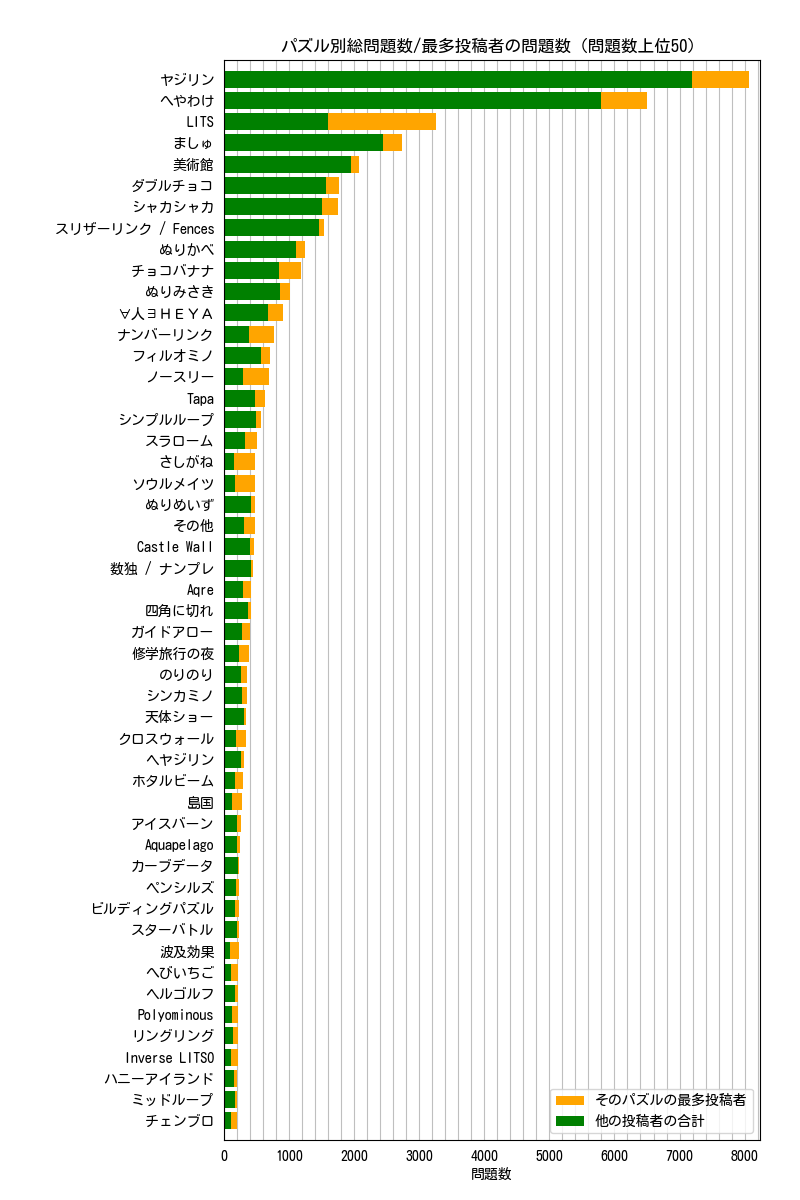 パズル別総問題数/最多投稿者の問題数 (問題数上位50)
ヤジリン
へやわけ
LITS
ましゅ
美術館
ダブルチョコ
シャカシャカ
スリザーリンク / Fences
ぬりかべ
チョコバナナ
ぬりみさき
∀人∃ＨＥＹＡ
ナンバーリンク
フィルオミノ
ノースリー
Tapa
シンプルループ
スラローム
さしがね
ソウルメイツ
ぬりめいず
その他
Castle Wall
数独 / ナンプレ
Aqre
四角に切れ
ガイドアロー
修学旅行の夜
のりのり
シンカミノ
天体ショー
クロスウォール
ヘヤジリン
ホタルビーム
島国
アイスバーン
Aquapelago
カーブデータ
ペンシルズ
ビルディングパズル
スターバトル
波及効果
へびいちご
ヘルゴルフ
Polyominous
リングリング
Inverse LITSO
ハニーアイランド
ミッドループ
チェンブロ
そのパズルの最多投稿者
他の投稿者の合計
0 1000 2000 3000 4000 5000 6000 7000 8000
問題数